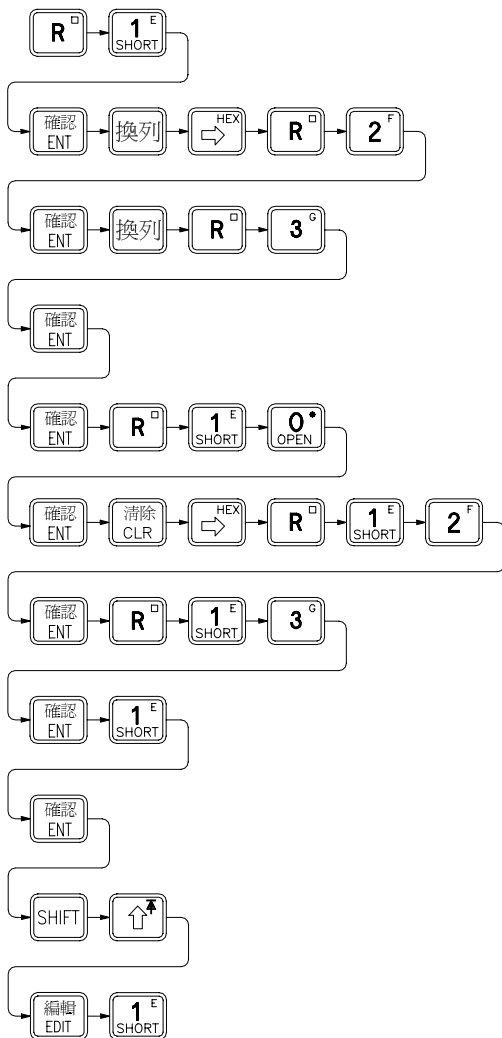 R □ 1 E SHORT
確認 ENT 換列 ⇨ HEX R □ 2 F
確認 ENT 換列 R □ 3 G
確認 ENT
確認 ENT R □ 1 E SHORT 0 * OPEN
確認 ENT 清除 CLR ⇨ HEX R □ 1 E SHORT 2 F
確認 ENT R □ 1 E SHORT 3 G
確認 ENT 1 E SHORT
確認 ENT
SHIFT
編輯 EDIT 1 E SHORT